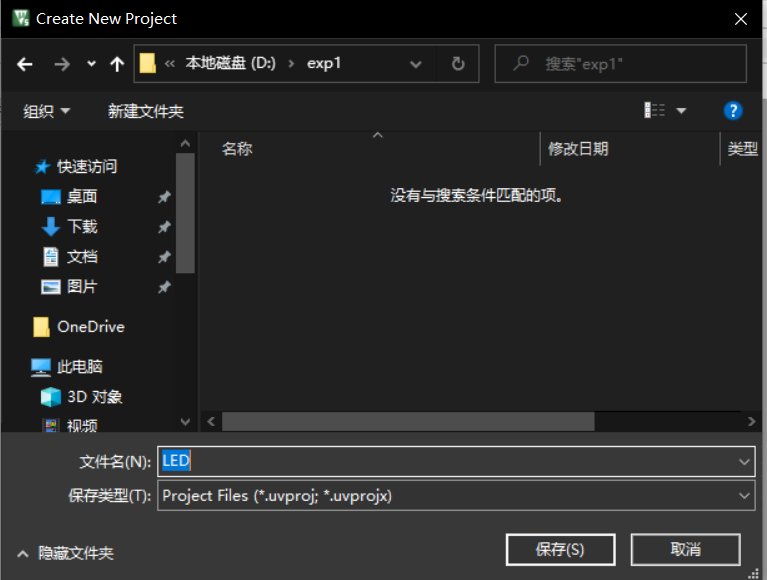 Create New Project
« 本地磁盘 (D:) › exp1
搜索"exp1"
组织
新建文件夹
名称
修改日期
类型
没有与搜索条件匹配的项。
快速访问
桌面
下载
文档
图片
OneDrive
此电脑
3D 对象
视频
文件名(N):
LED
保存类型(T):
Project Files (*.uvproj; *.uvprojx)
隐藏文件夹
保存(S)
取消